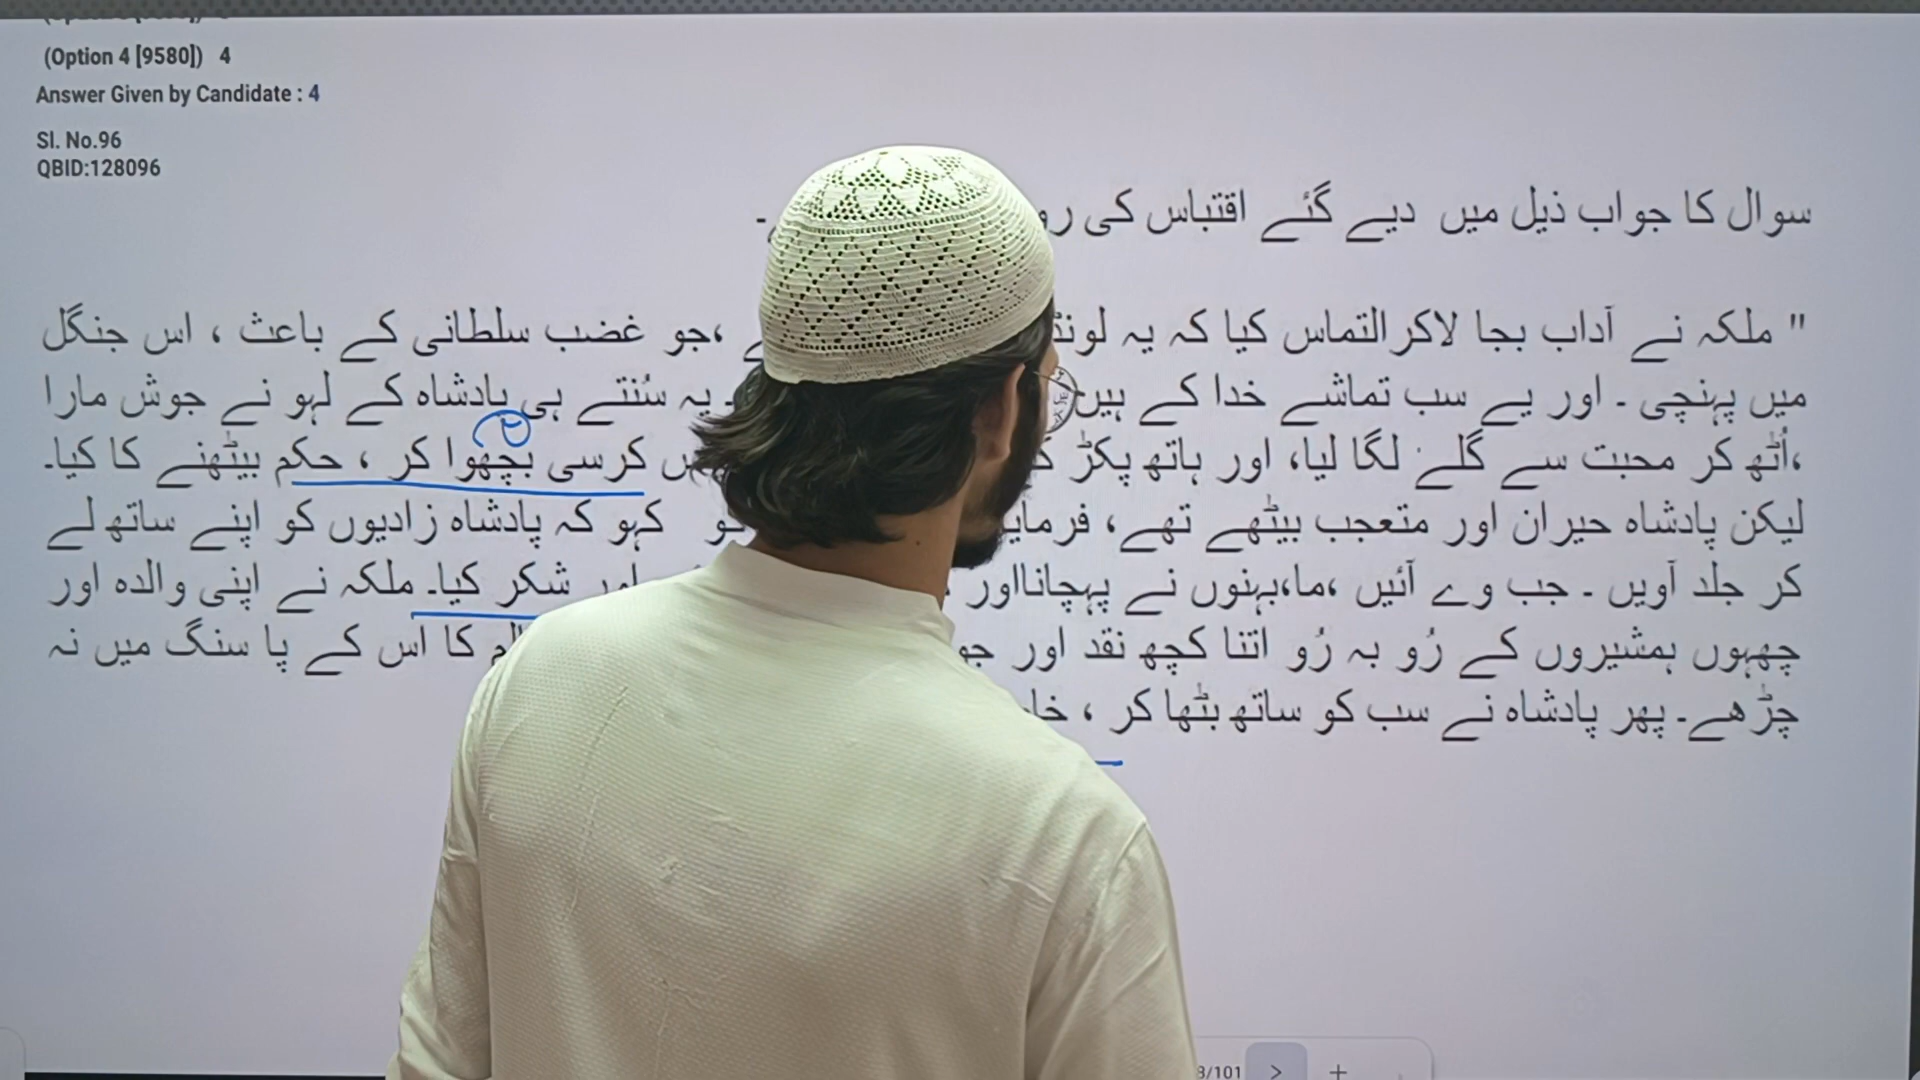 (Option 4 [9580]) 4
Answer Given by Candidate : 4
Sl. No.96
QBID:128096
سوال کا جواب ذیل میں دیے گئے اقتباس کی
" ملکہ نے آداب بجا لاکر التماس کیا کہ یہ ،جو غضب سلطانی کے باعث ، اس جنگل
میں پہنچی ۔ اور یے سب تماشے خدا کے ہیں ۔ یہ سُنتے ہی پادشاہ کے لہو نے جوش مارا
،اُٹھ کر محبت سے گلے لگا لیا، اور ہاتھ پکڑ کرسی بچھوا کر ، حکم بیٹھنے کا کیا۔
لیکن پادشاہ حیران اور متعجب بیٹھے تھے، کہو کہ پادشاہ زادیوں کو اپنے ساتھ لے
کر جلد آویں ۔ جب وے آئیں ،ما،بہنوں نے پہچانااور اور شکر کیا۔ ملکہ نے اپنی والدہ اور
چھہوں ہمشیروں کے رُو بہ رُو اتنا کچھ نقد اور کا اس کے پا سنگ میں نہ
چڑھے۔ پھر پادشاہ نے سب کو ساتھ بٹھا کر ،
3/101 > +